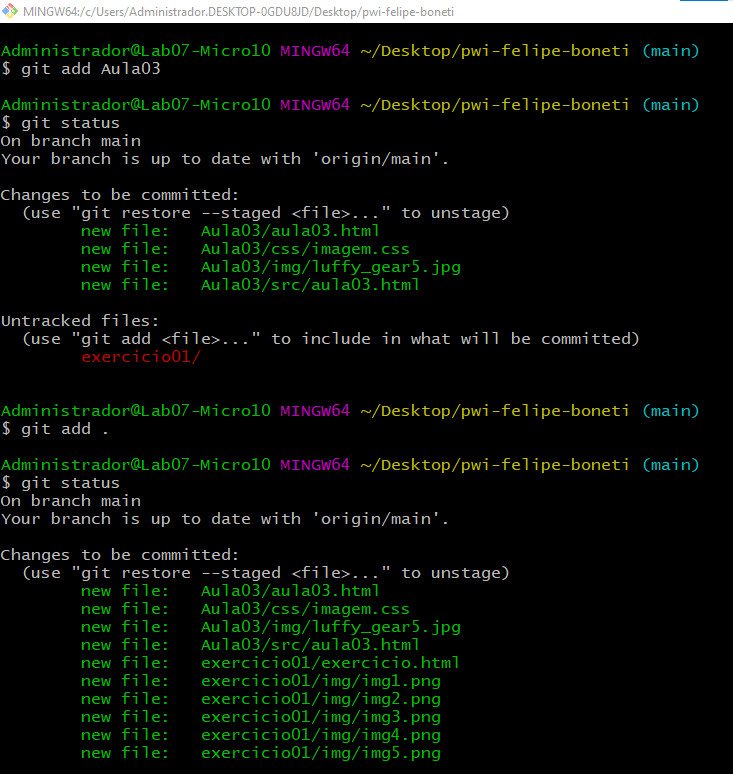 MINGW64:/c/Users/Administrador.DESKTOP-0GDU8JD/Desktop/pwi-felipe-boneti
Administrador@Lab07-Micro10 MINGW64 ~/Desktop/pwi-felipe-boneti (main)
$ git add Aula03
Administrador@Lab07-Micro10 MINGW64 ~/Desktop/pwi-felipe-boneti (main)
$ git status
On branch main
Your branch is up to date with 'origin/main'.
Changes to be committed:
  (use "git restore --staged <file>..." to unstage)
        new file:   Aula03/aula03.html
        new file:   Aula03/css/imagem.css
        new file:   Aula03/img/luffy_gear5.jpg
        new file:   Aula03/src/aula03.html
Untracked files:
  (use "git add <file>..." to include in what will be committed)
        exercicio01/
Administrador@Lab07-Micro10 MINGW64 ~/Desktop/pwi-felipe-boneti (main)
$ git add .
Administrador@Lab07-Micro10 MINGW64 ~/Desktop/pwi-felipe-boneti (main)
$ git status
On branch main
Your branch is up to date with 'origin/main'.
Changes to be committed:
  (use "git restore --staged <file>..." to unstage)
        new file:   Aula03/aula03.html
        new file:   Aula03/css/imagem.css
        new file:   Aula03/img/luffy_gear5.jpg
        new file:   Aula03/src/aula03.html
        new file:   exercicio01/exercicio.html
        new file:   exercicio01/img/img1.png
        new file:   exercicio01/img/img2.png
        new file:   exercicio01/img/img3.png
        new file:   exercicio01/img/img4.png
        new file:   exercicio01/img/img5.png